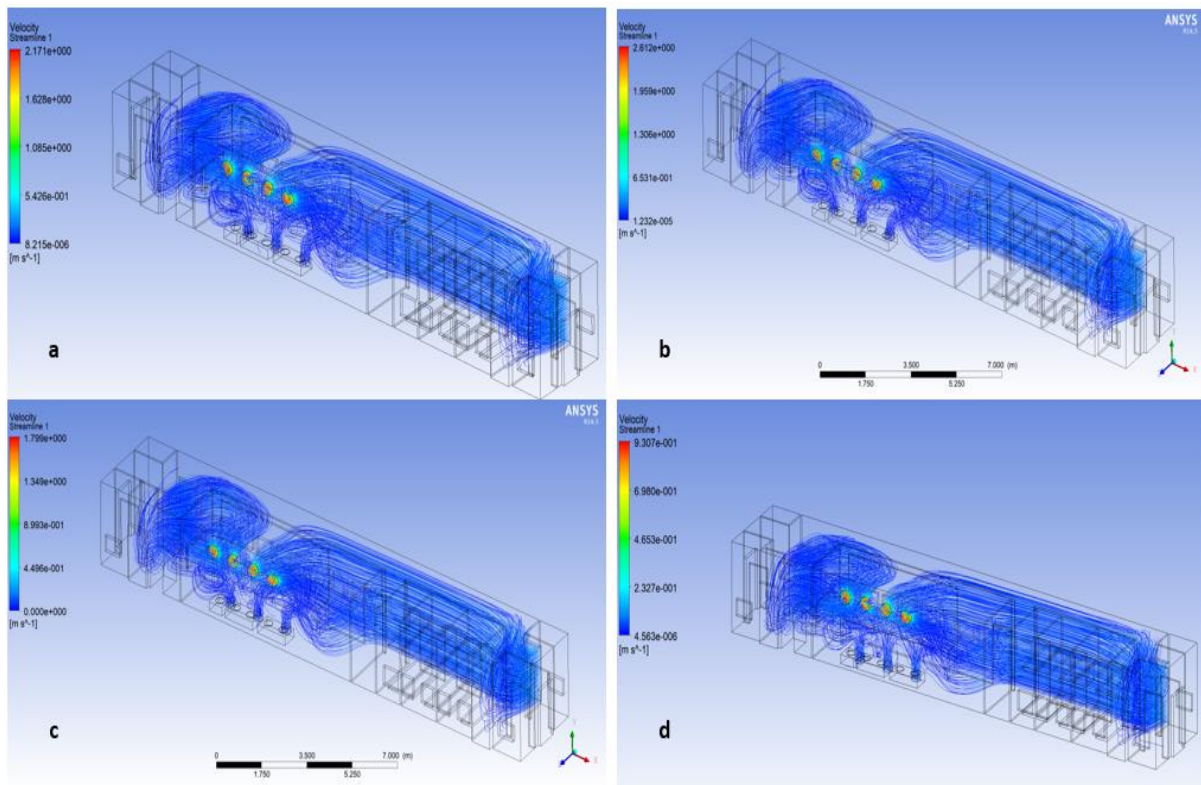 Velocity
Streamline 1
2.171e+000
1.628e+000
1.085e+000
5.426e-001
8.215e-006
[m s^-1]
a
Velocity
Streamline 1
2.612e+000
1.959e+000
1.306e+000
6.531e-001
1.232e-005
[m s^-1]
ANSYS
R14.5
b
0 3.500 7.000 (m)
1.750 5.250
Velocity
Streamline 1
1.799e+000
1.349e+000
8.993e-001
4.496e-001
0.000e+000
[m s^-1]
ANSYS
R14.5
c
0 3.500 7.000 (m)
1.750 5.250
Velocity
Streamline 1
9.307e-001
6.980e-001
4.653e-001
2.327e-001
4.563e-006
[m s^-1]
d